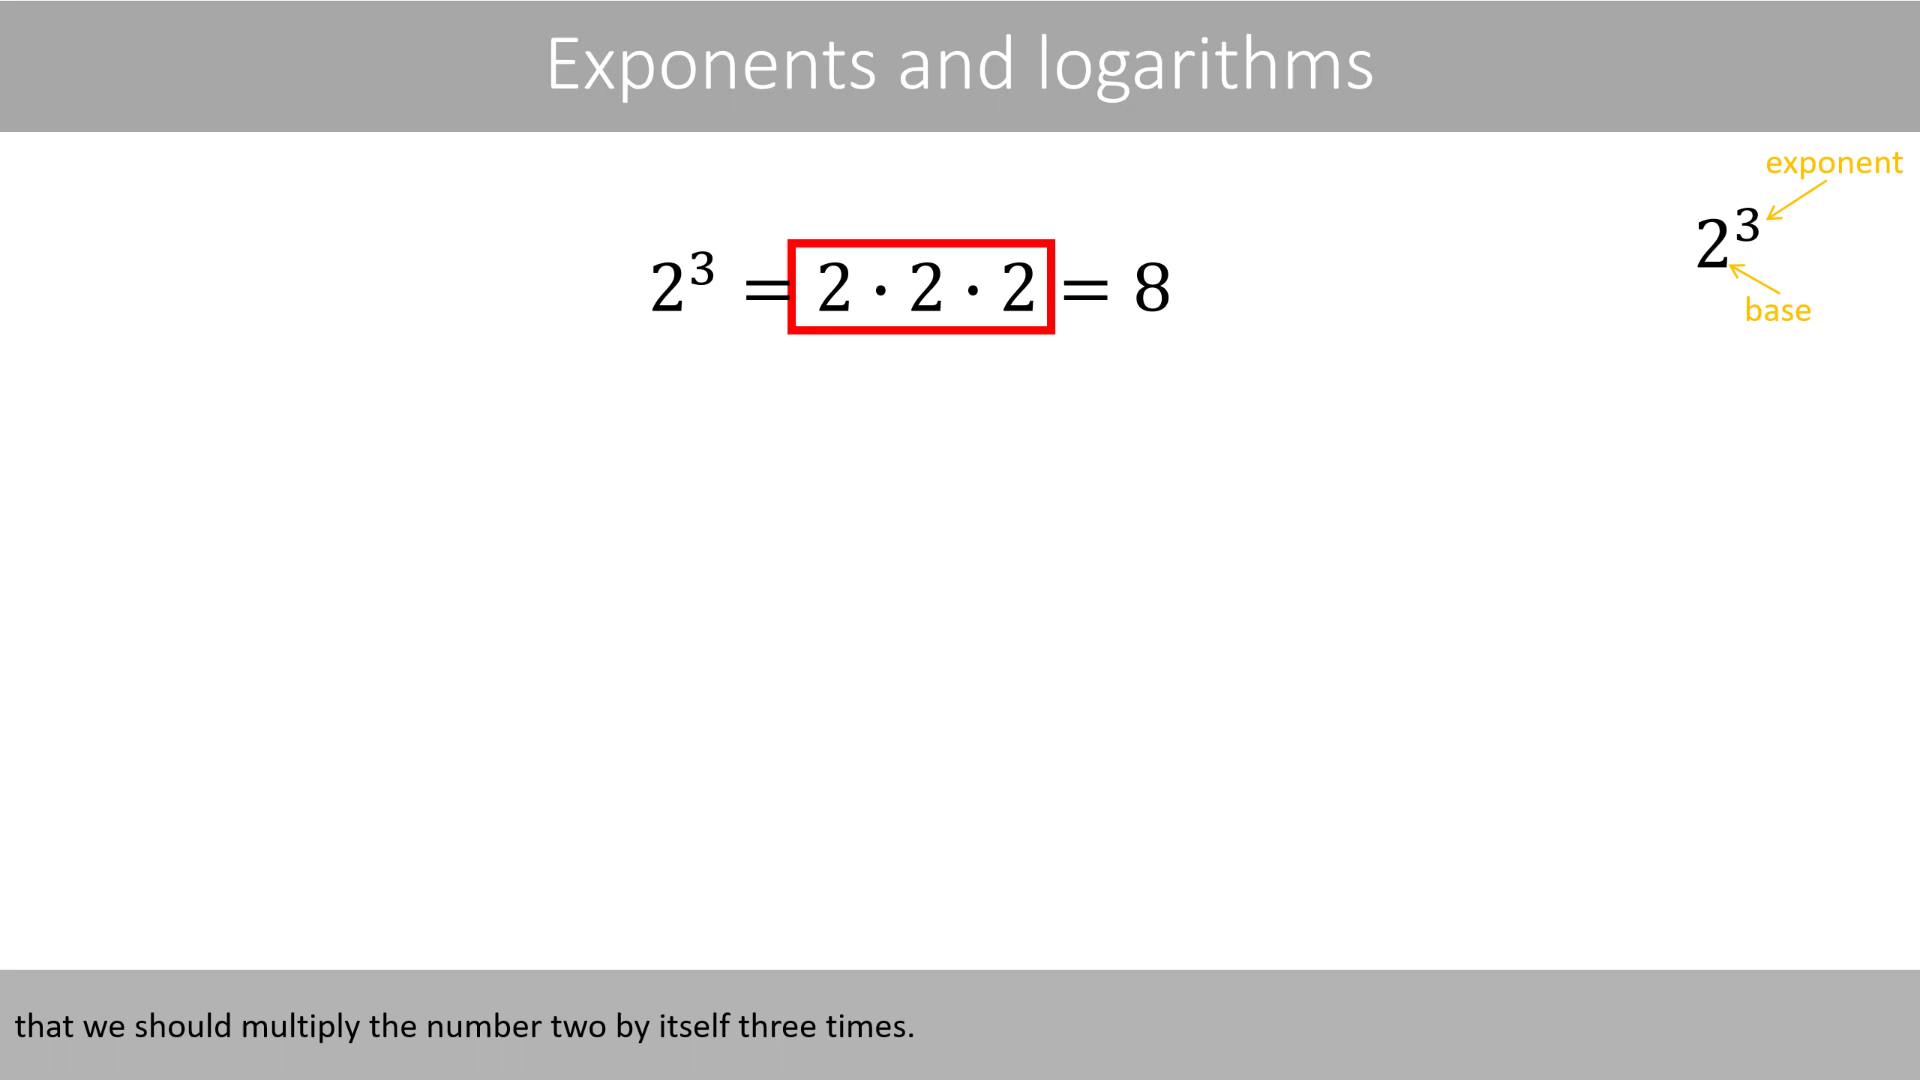 Exponents and logarithms
exponent
2³
base
2³ = 2 · 2 · 2 = 8
that we should multiply the number two by itself three times.